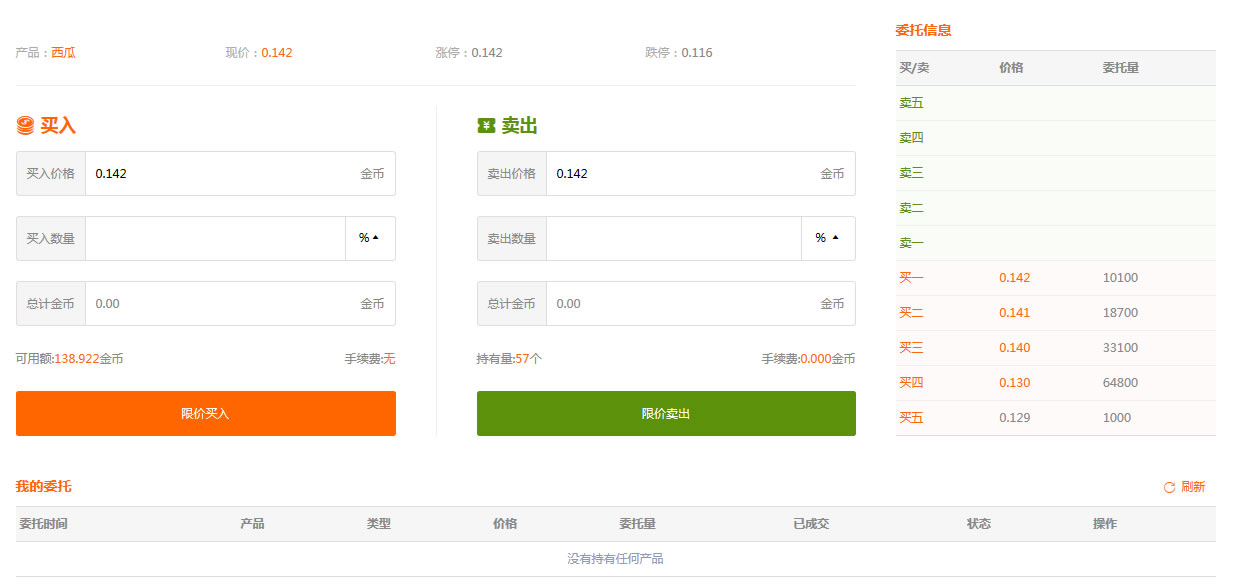 产品：西瓜 现价：0.142 涨停：0.142 跌停：0.116
买入
买入价格 0.142 金币
买入数量 %
总计金币 0.00 金币
可用额:138.922金币 手续费:无
限价买入
卖出
卖出价格 0.142 金币
卖出数量 %
总计金币 0.00 金币
持有量:57个 手续费:0.000金币
限价卖出
委托信息
买/卖 价格 委托量
卖五
卖四
卖三
卖二
卖一
买一 0.142 10100
买二 0.141 18700
买三 0.140 33100
买四 0.130 64800
买五 0.129 1000
我的委托 刷新
委托时间 产品 类型 价格 委托量 已成交 状态 操作
没有持有任何产品